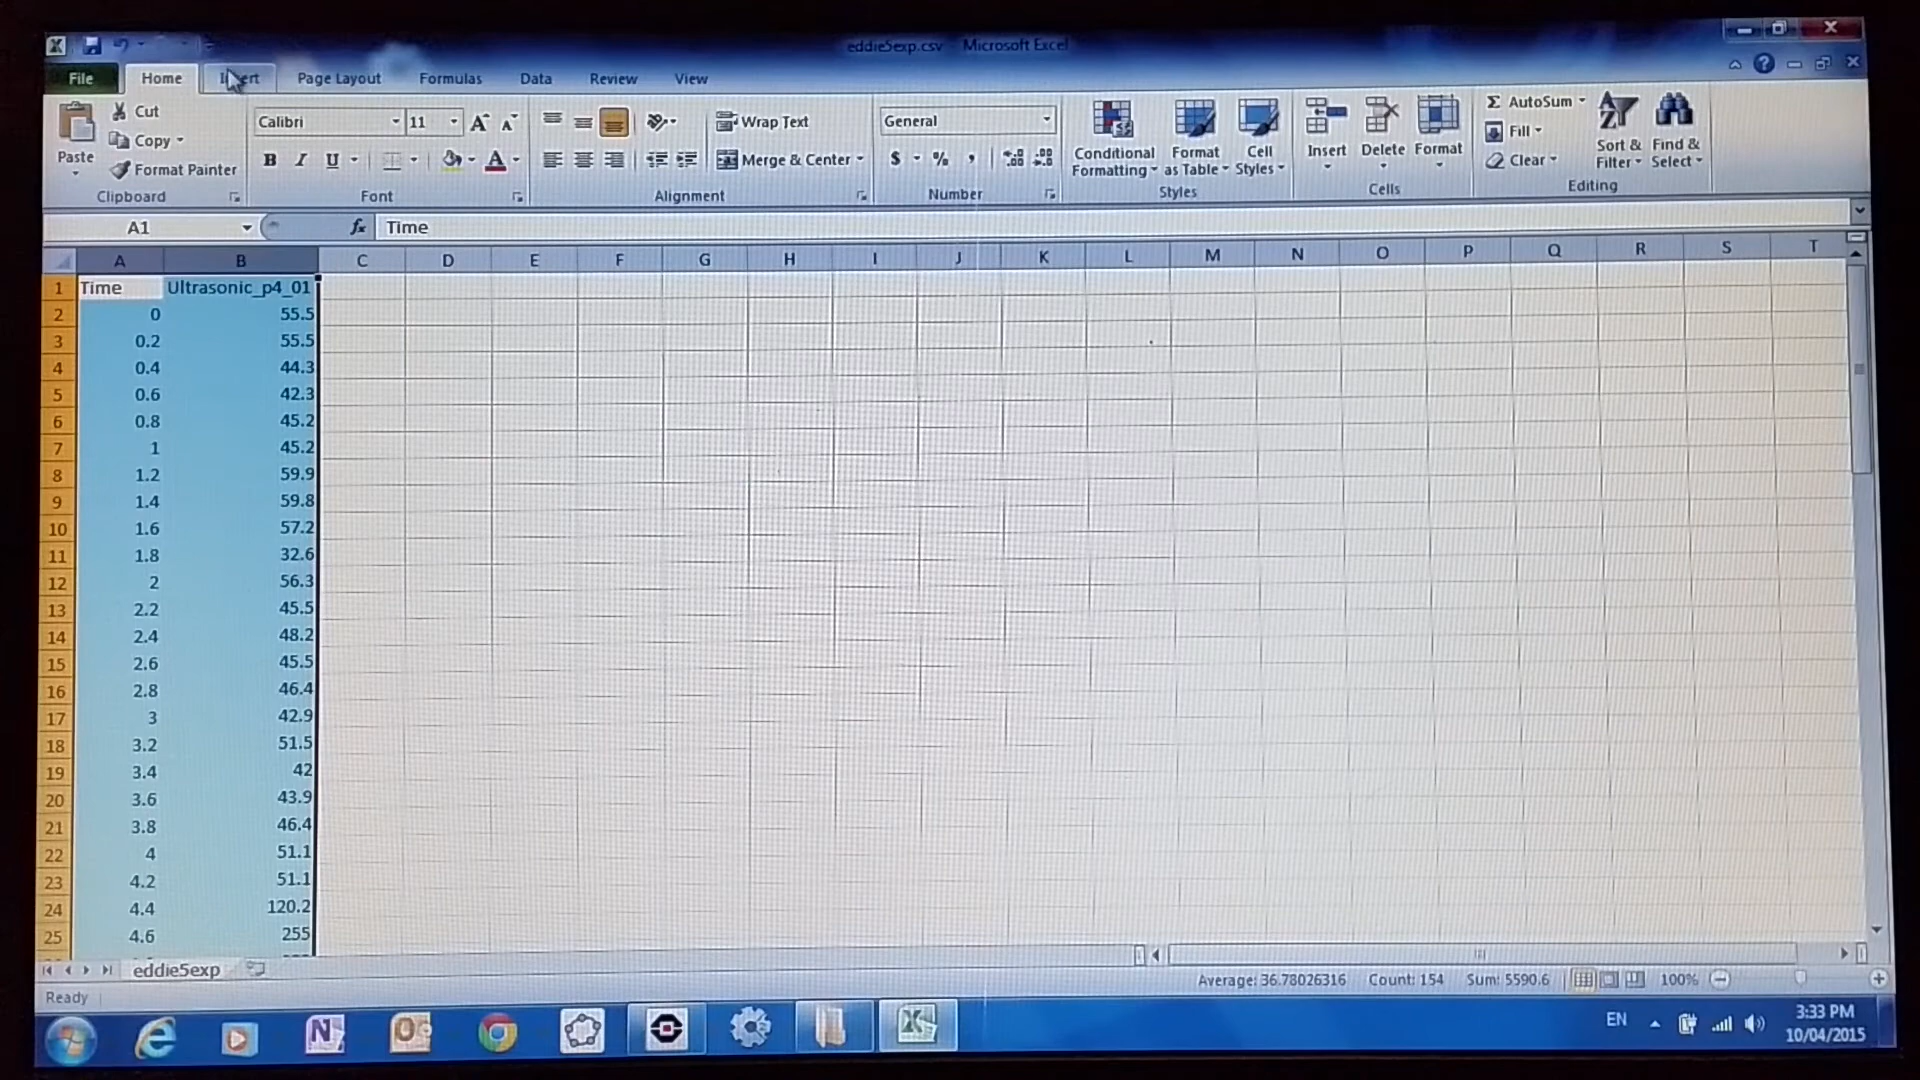 eddie5exp.csv - Microsoft Excel
File Home Insert Page Layout Formulas Data Review View
Cut
Copy
Format Painter
Paste
Clipboard
Calibri 11
B I U
Font
Wrap Text
Merge & Center
Alignment
General
$ % ,
Number
Conditional Formatting
Format as Table
Cell Styles
Styles
Insert Delete Format
Cells
Σ AutoSum
Fill
Clear
Sort & Filter
Find & Select
Editing
A1 fx Time
A B C D E F G H I J K L M N O P Q R S T
1 Time Ultrasonic_p4_01
2 0 55.5
3 0.2 55.5
4 0.4 44.3
5 0.6 42.3
6 0.8 45.2
7 1 45.2
8 1.2 59.9
9 1.4 59.8
10 1.6 57.2
11 1.8 32.6
12 2 56.3
13 2.2 45.5
14 2.4 48.2
15 2.6 45.5
16 2.8 46.4
17 3 42.9
18 3.2 51.5
19 3.4 42
20 3.6 43.9
21 3.8 46.4
22 4 51.1
23 4.2 51.1
24 4.4 120.2
25 4.6 255
eddie5exp
Ready Average: 36.78026316 Count: 154 Sum: 5590.6 100%
EN 3:33 PM
10/04/2015